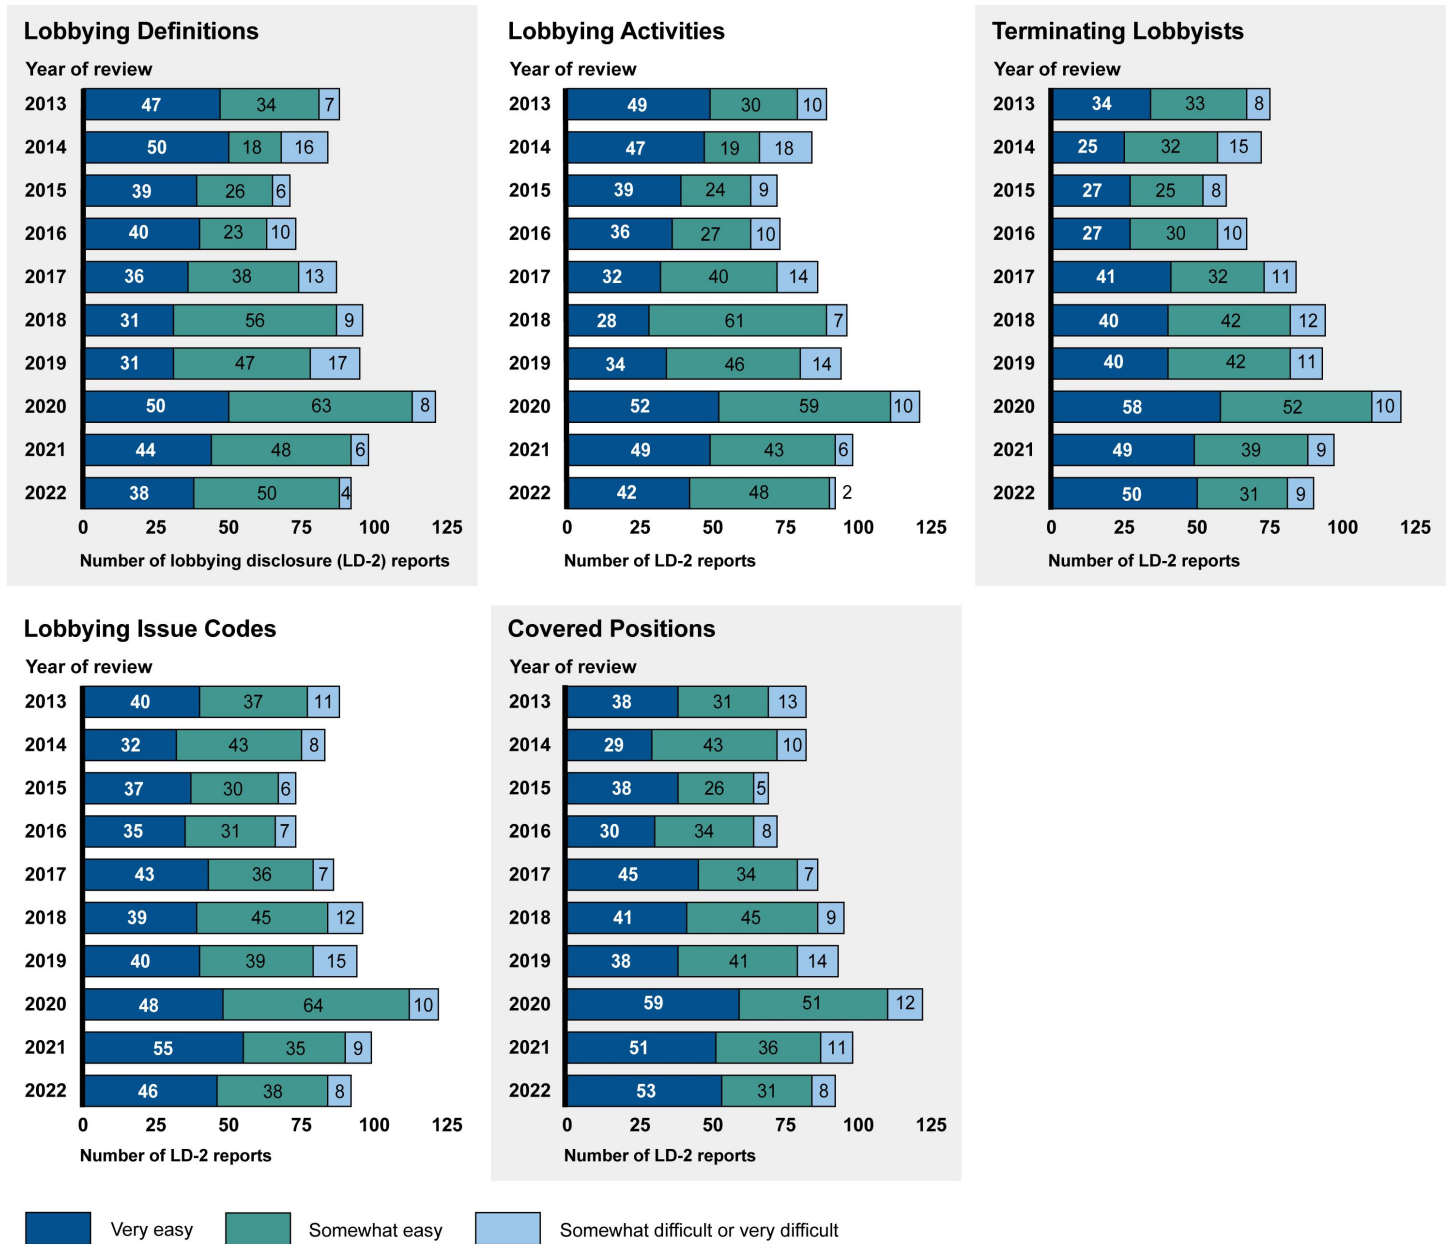 Lobbying Definitions
Year of review
2013 47 34 7
2014 50 18 16
2015 39 26 6
2016 40 23 10
2017 36 38 13
2018 31 56 9
2019 31 47 17
2020 50 63 8
2021 44 48 6
2022 38 50 4
0 25 50 75 100 125
Number of lobbying disclosure (LD-2) reports
Lobbying Activities
Year of review
2013 49 30 10
2014 47 19 18
2015 39 24 9
2016 36 27 10
2017 32 40 14
2018 28 61 7
2019 34 46 14
2020 52 59 10
2021 49 43 6
2022 42 48 2
0 25 50 75 100 125
Number of LD-2 reports
Terminating Lobbyists
Year of review
2013 34 33 8
2014 25 32 15
2015 27 25 8
2016 27 30 10
2017 41 32 11
2018 40 42 12
2019 40 42 11
2020 58 52 10
2021 49 39 9
2022 50 31 9
0 25 50 75 100 125
Number of LD-2 reports
Lobbying Issue Codes
Year of review
2013 40 37 11
2014 32 43 8
2015 37 30 6
2016 35 31 7
2017 43 36 7
2018 39 45 12
2019 40 39 15
2020 48 64 10
2021 55 35 9
2022 46 38 8
0 25 50 75 100 125
Number of LD-2 reports
Covered Positions
Year of review
2013 38 31 13
2014 29 43 10
2015 38 26 5
2016 30 34 8
2017 45 34 7
2018 41 45 9
2019 38 41 14
2020 59 51 12
2021 51 36 11
2022 53 31 8
0 25 50 75 100 125
Number of LD-2 reports
Very easy Somewhat easy Somewhat difficult or very difficult